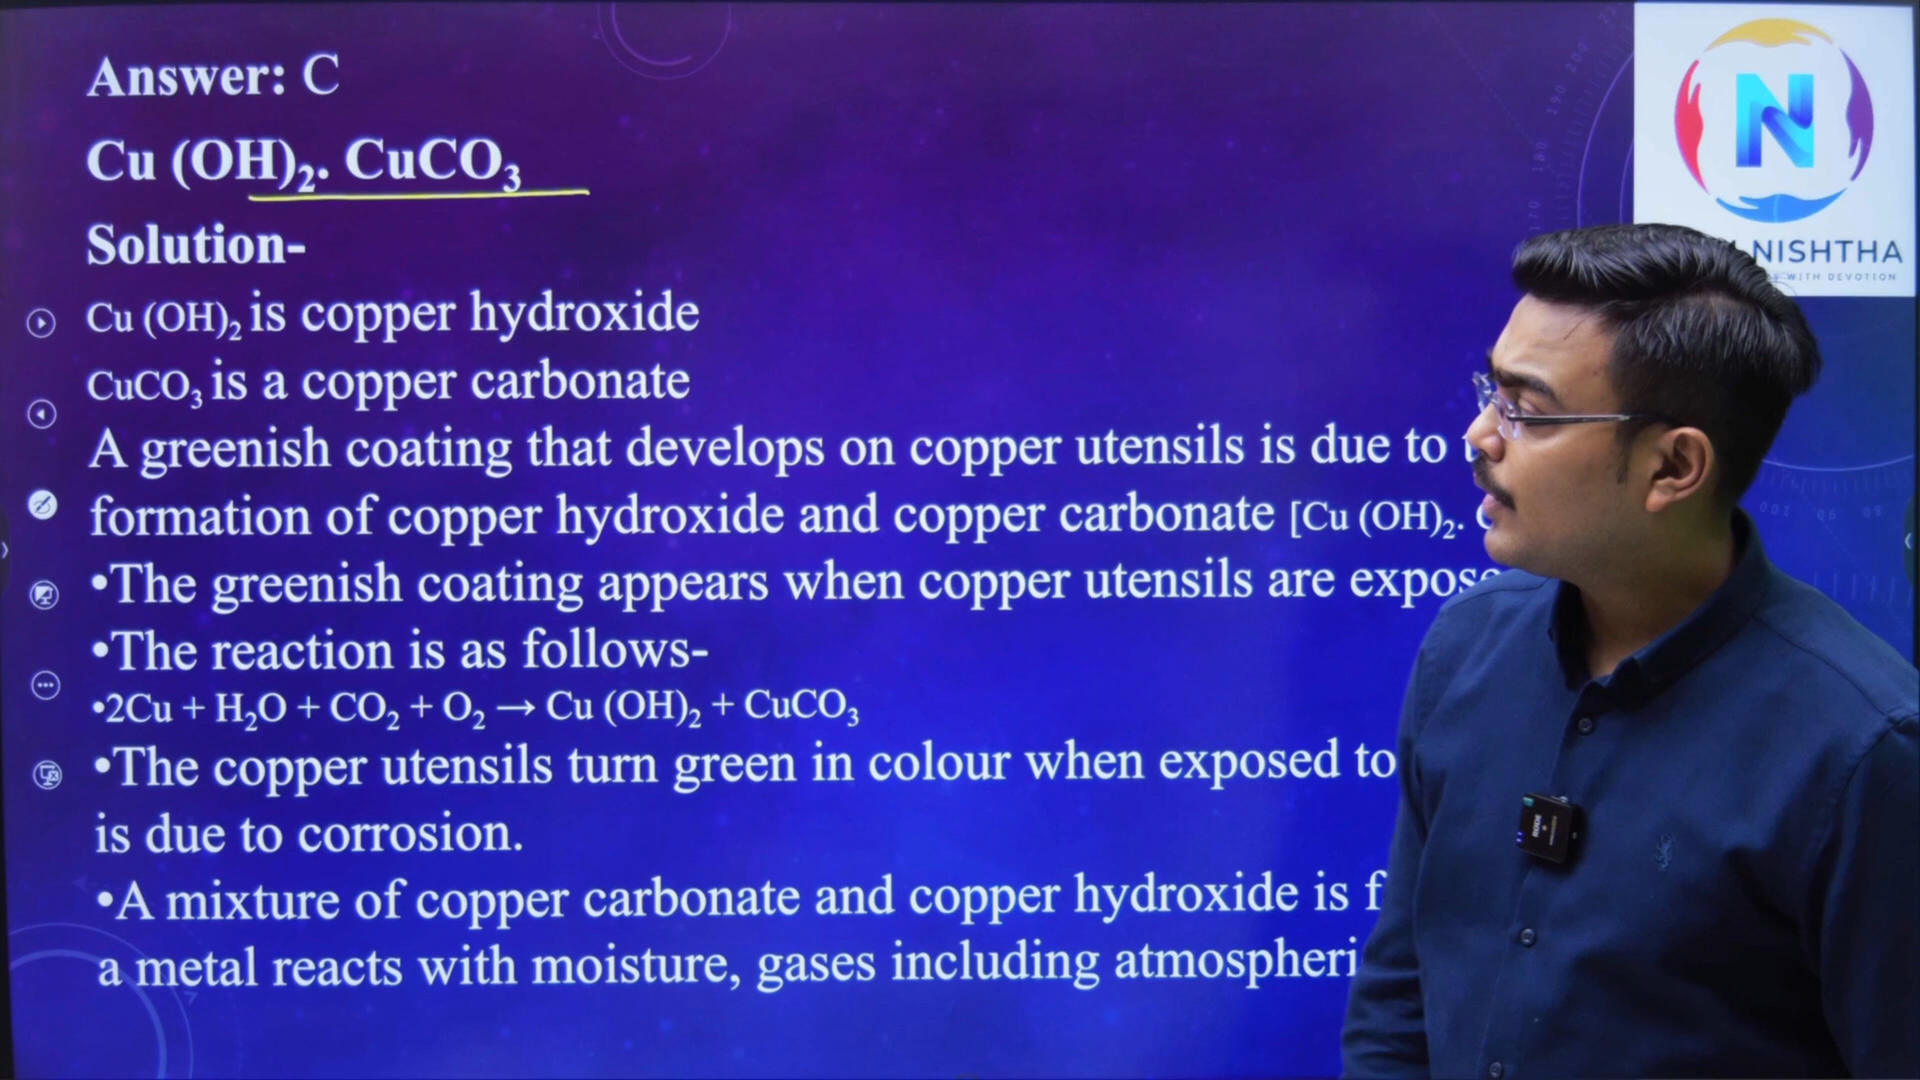 Answer: C
Cu (OH)₂. CuCO₃
Solution-
Cu (OH)₂ is copper hydroxide
CuCO₃ is a copper carbonate
A greenish coating that develops on copper utensils is due to
formation of copper hydroxide and copper carbonate [Cu (OH)₂.
•The greenish coating appears when copper utensils are expose
•The reaction is as follows-
•2Cu + H₂O + CO₂ + O₂ → Cu (OH)₂ + CuCO₃
•The copper utensils turn green in colour when exposed to
is due to corrosion.
•A mixture of copper carbonate and copper hydroxide is f
a metal reacts with moisture, gases including atmospheri
N
NISHTHA
WITH DEVOTION
RODE